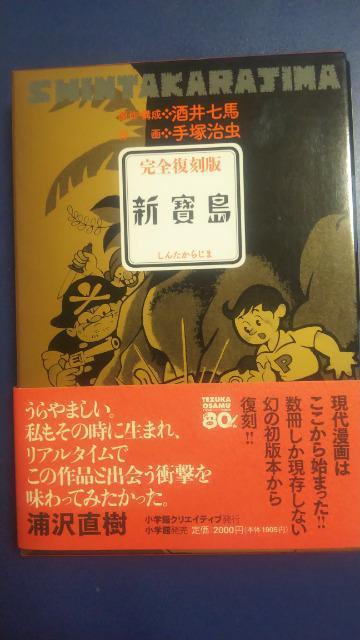 SHINTAKARAJIMA
原作・構成❖酒井七馬
画❖手塚治虫
完全復刻版
新寶島
しんたからじま
P
現代漫画は
ここから始まった!!
数冊しか現存しない
幻の初版本から
復刻!!
TEZUKA
OSAMU
80
うらやましい。
私もその時に生まれ、
リアルタイムで
この作品と出会う衝撃を
味わってみたかった。
浦沢直樹
小学館クリエイティブ発行
小学館発売 定価 2000円(本体1905円)